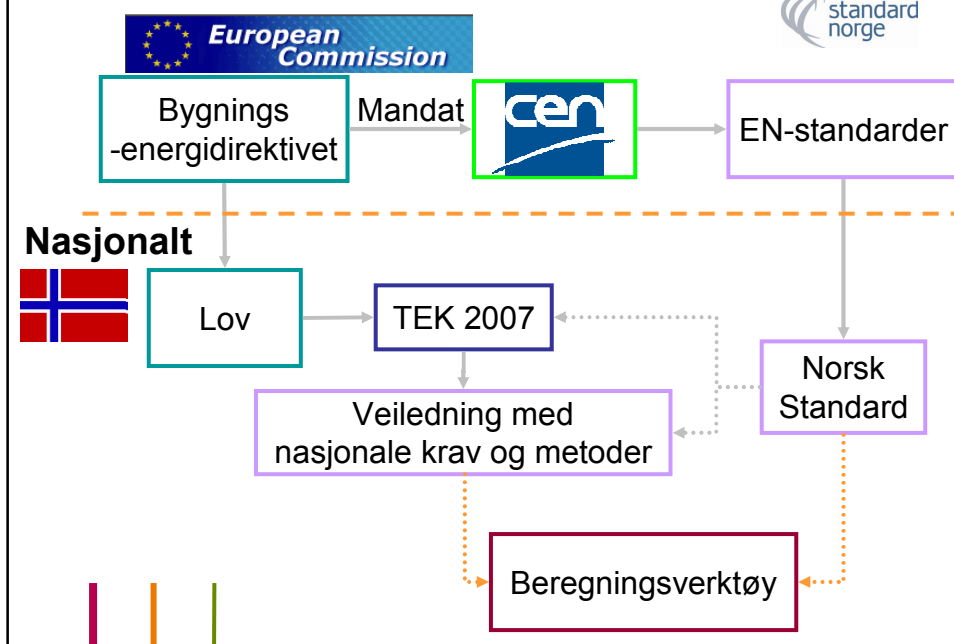 European
Commission
standard
norge
Bygnings
-energidirektivet
Mandat
cen
EN-standarder
Nasjonalt
Lov
TEK 2007
Norsk
Standard
Veiledning med
nasjonale krav og metoder
Beregningsverktøy